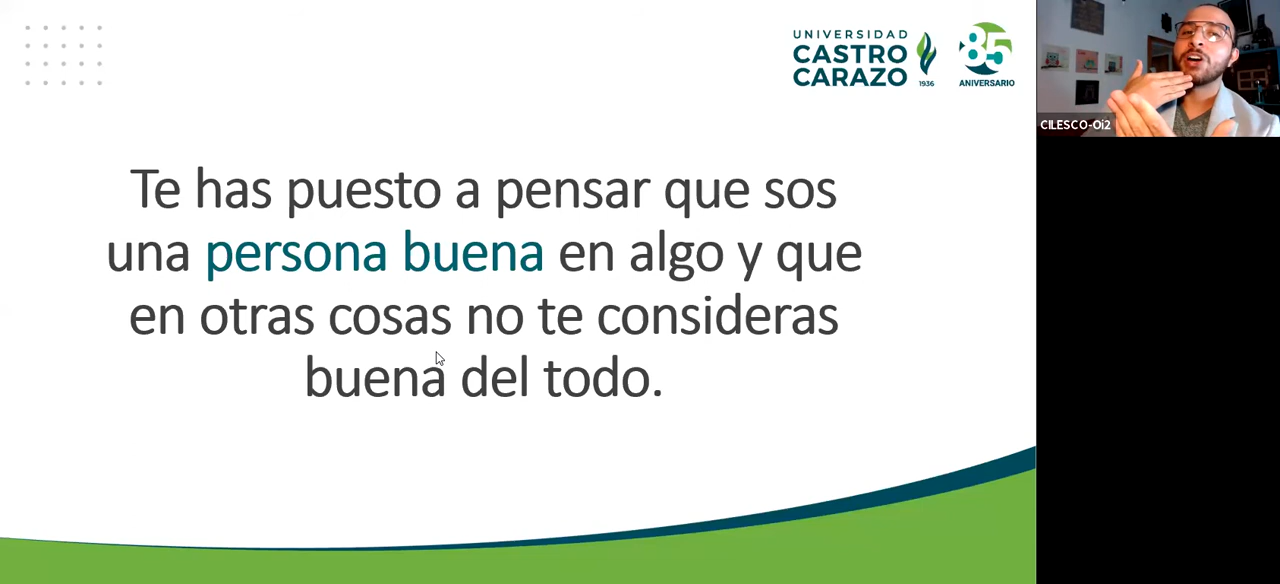 UNIVERSIDAD
CASTRO
CARAZO
1936
85
ANIVERSARIO
CILESCO-Oi2
Te has puesto a pensar que sos
una persona buena en algo y que
en otras cosas no te consideras
buena del todo.